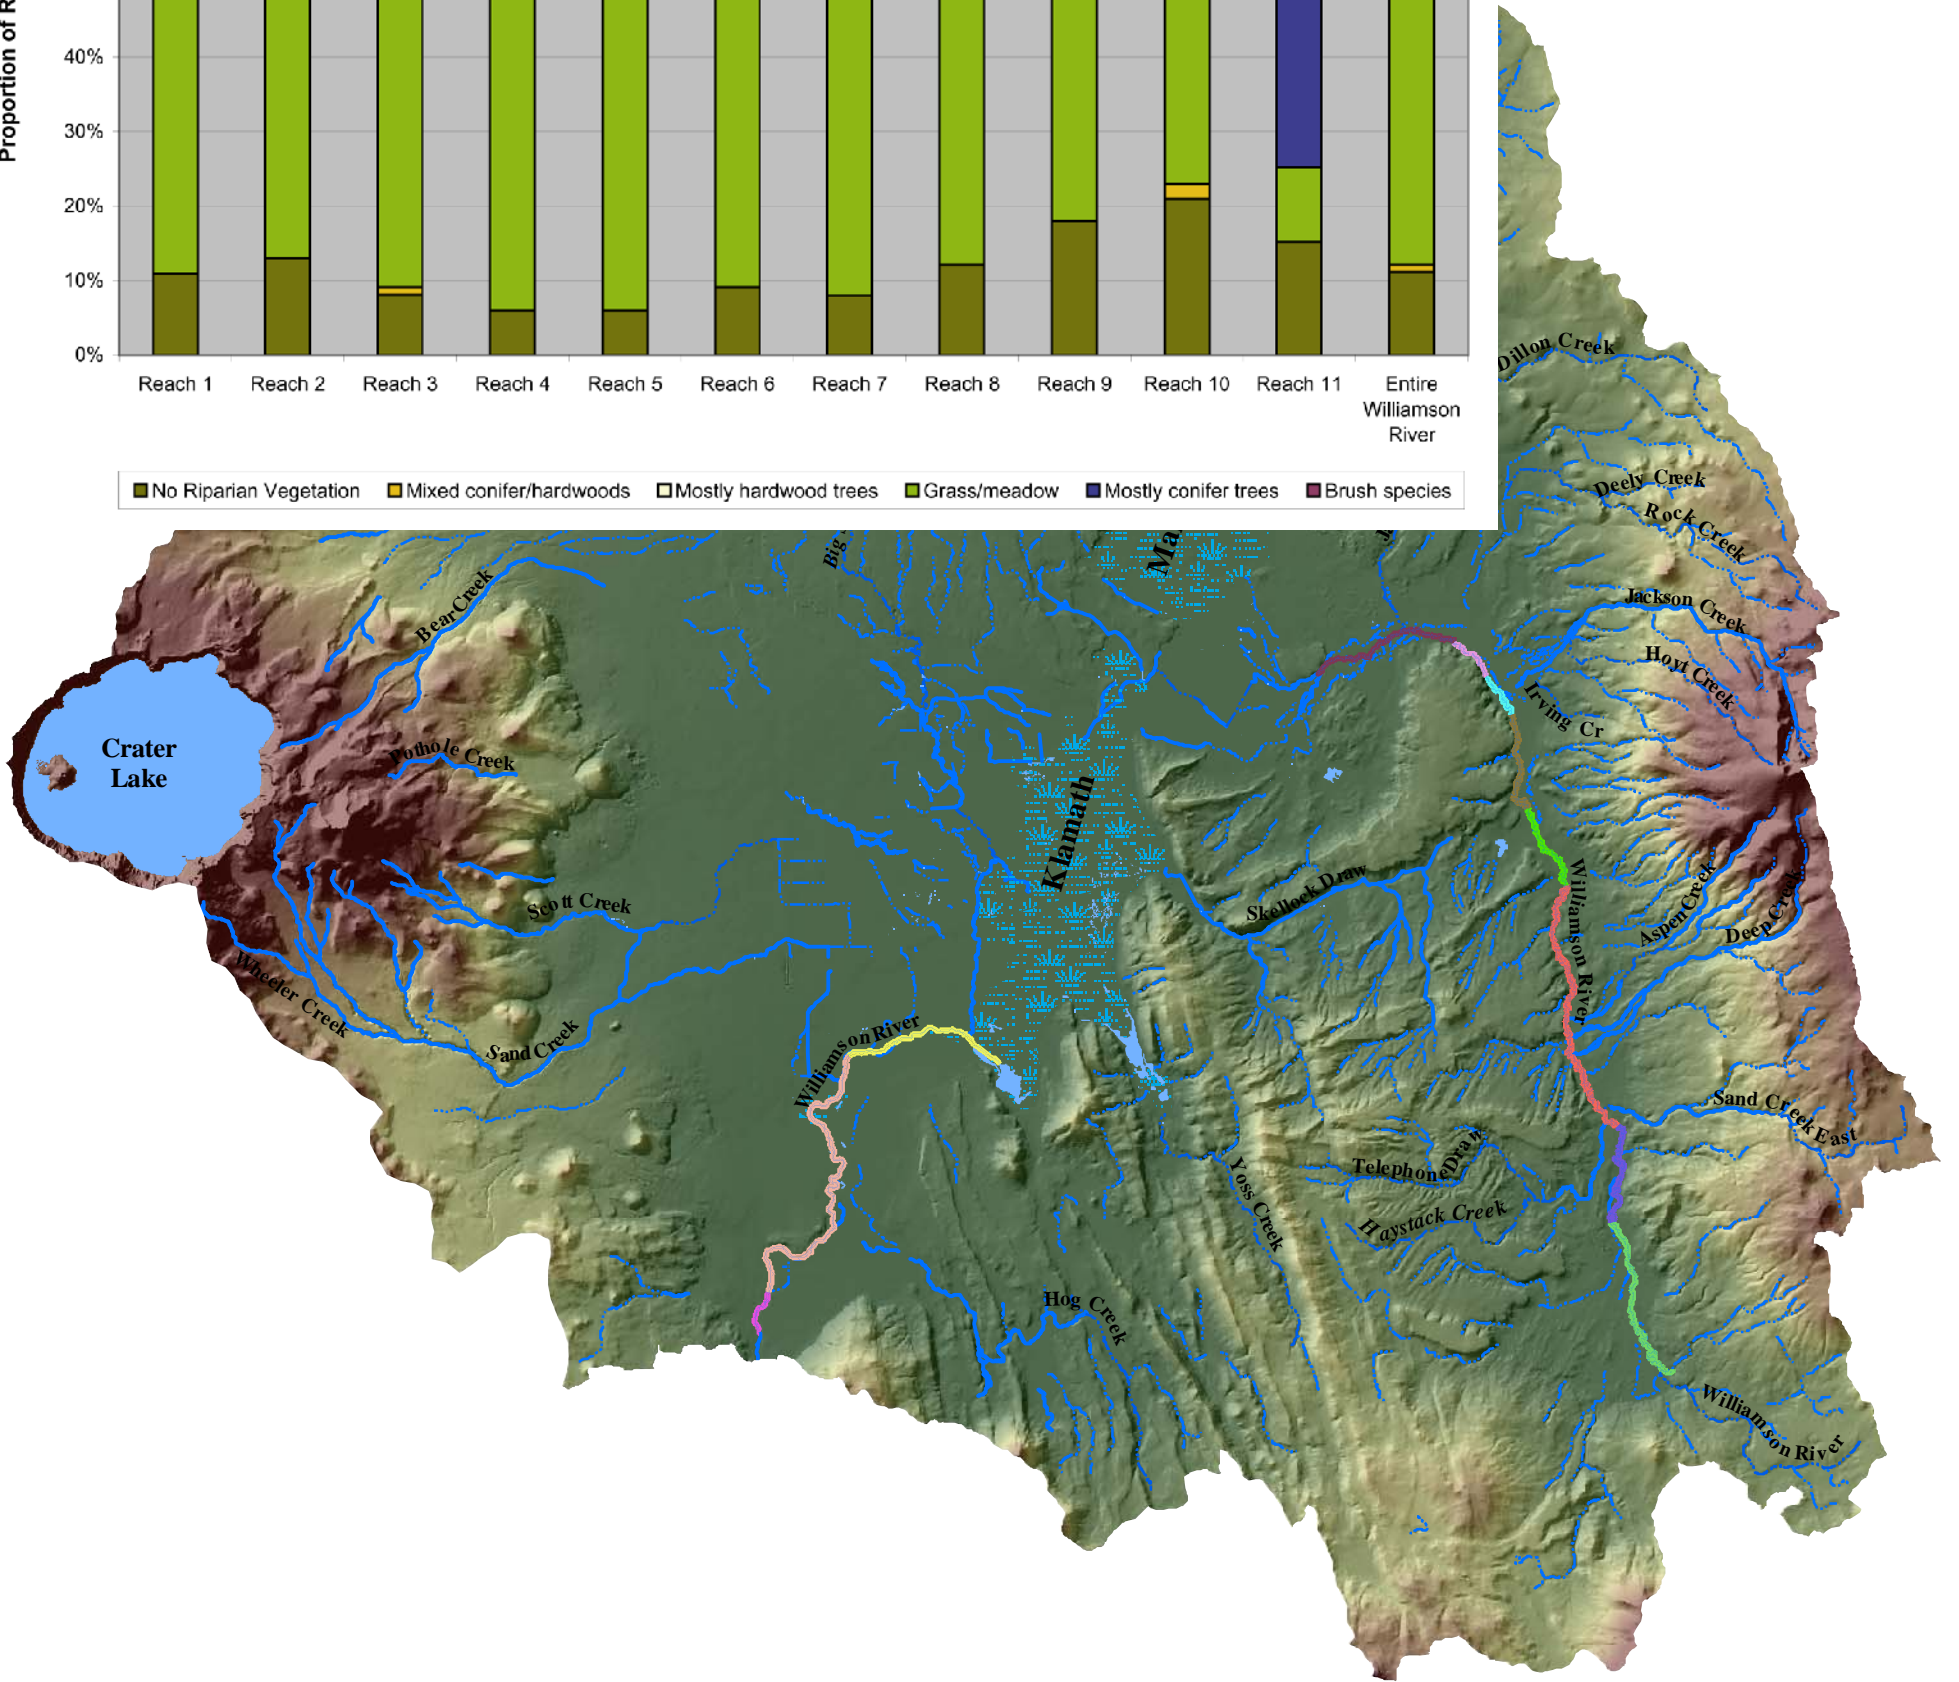 Proportion of R
40%
30%
20%
10%
0%
Reach 1 Reach 2 Reach 3 Reach 4 Reach 5 Reach 6 Reach 7 Reach 8 Reach 9 Reach 10 Reach 11 Entire
Williamson
River
No Riparian Vegetation Mixed conifer/hardwoods Mostly hardwood trees Grass/meadow Mostly conifer trees Brush species
Dillon Creek
Deely Creek
Rock Creek
Big
Ma
Bear Creek
Jackson Creek
Hoyt Creek
Irving Cr
Crater
Lake
Pothole Creek
Klamath
Scott Creek
Skellock Draw
Williamson River
Aspen Creek
Deep Creek
Wheeler Creek
Sand Creek
Williamson River
Sand Creek East
Telephone Draw
Yoss Creek
Haystack Creek
Hog Creek
Williamson River